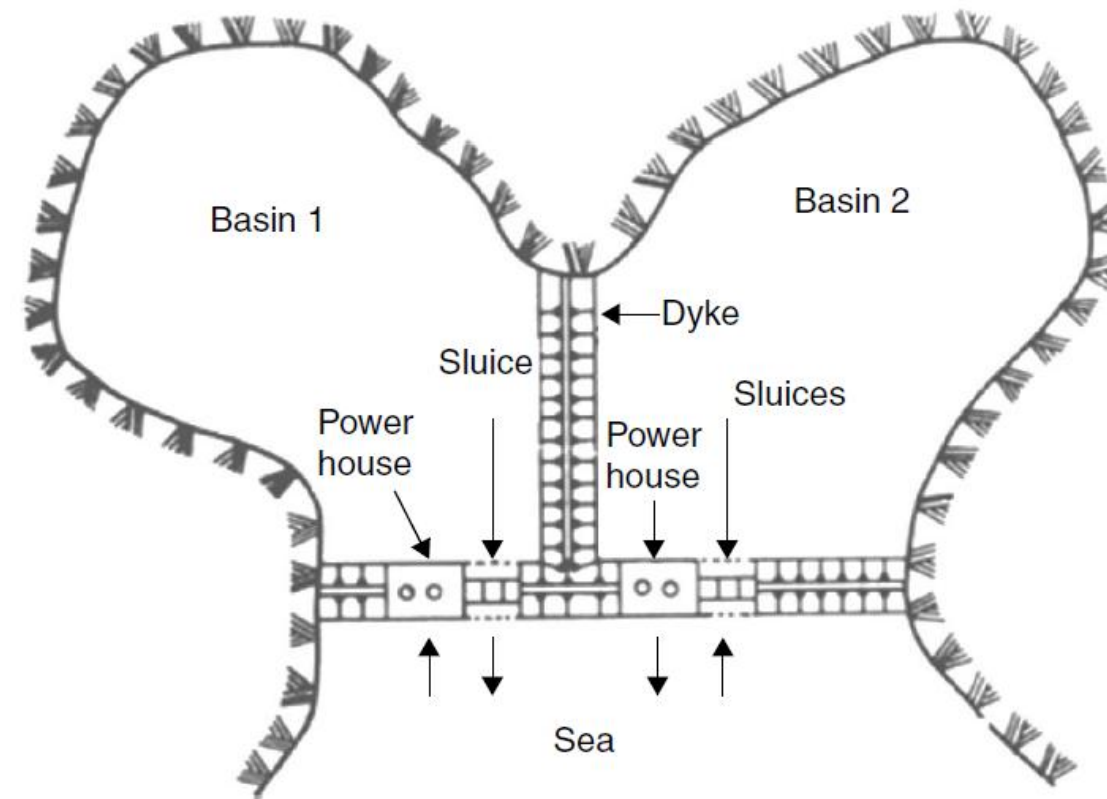 Basin 1
Basin 2
Dyke
Sluice
Sluices
Power
house
Power
house
Sea